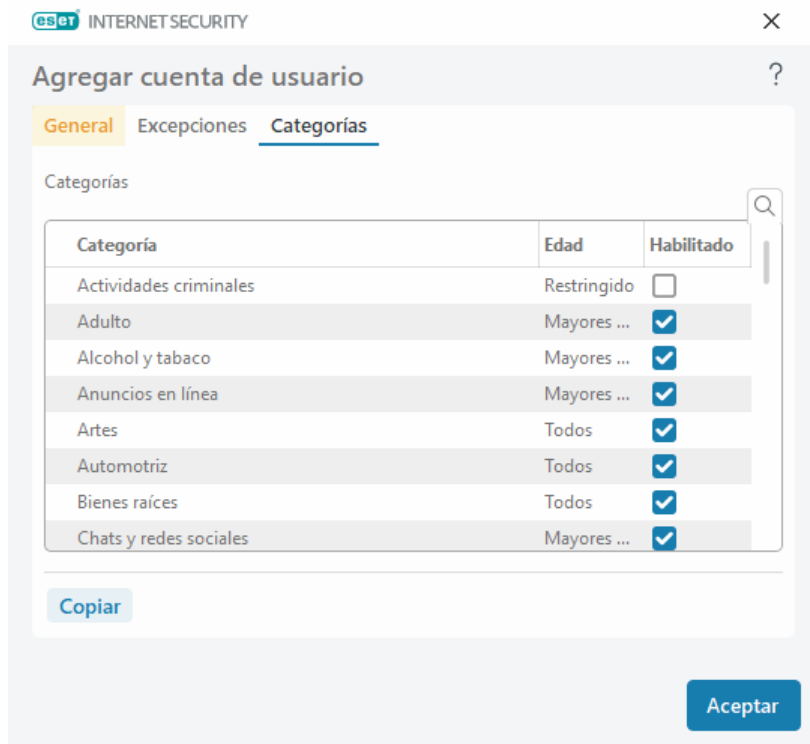 eset INTERNET SECURITY
Agregar cuenta de usuario ?
General Excepciones Categorías
Categorías
Categoría Edad Habilitado
Actividades criminales Restringido
Adulto Mayores ...
Alcohol y tabaco Mayores ...
Anuncios en línea Mayores ...
Artes Todos
Automotriz Todos
Bienes raíces Todos
Chats y redes sociales Mayores ...
Copiar
Aceptar